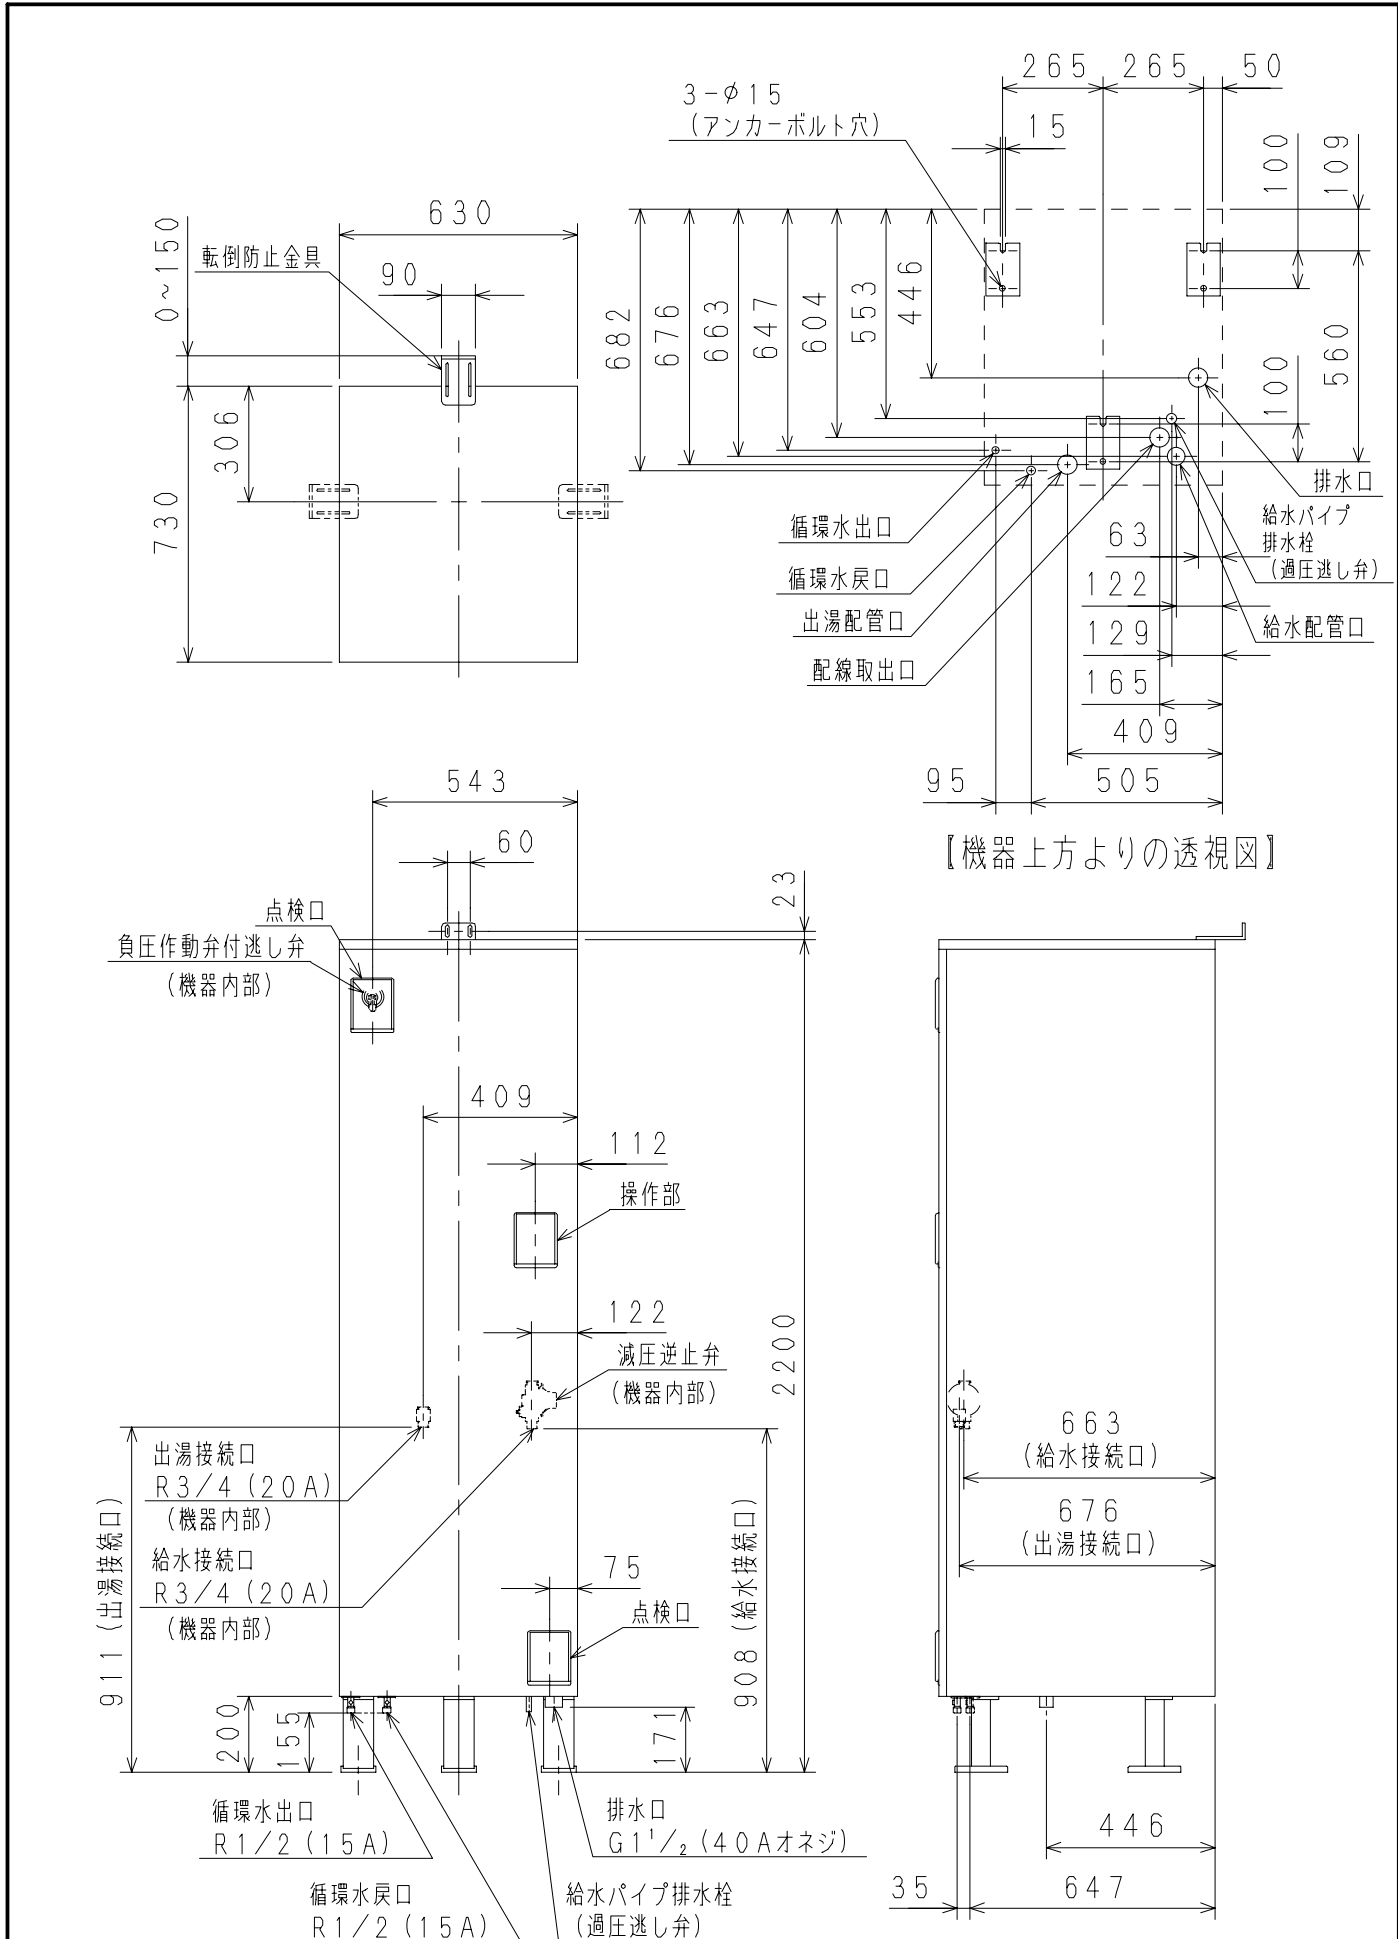 265
265
50
3-φ15
(アンカーボルト穴)
15
100
109
630
0~150
転倒防止金具
90
682
676
663
647
604
553
446
100
560
306
730
排水口
循環水出口
給水パイプ
排水栓
(過圧逃し弁)
63
循環水戻口
122
出湯配管口
給水配管口
129
配線取出口
165
409
95
505
543
60
【機器上方よりの透視図】
23
点検口
負圧作動弁付逃し弁
(機器内部)
409
112
操作部
122
減圧逆止弁
(機器内部)
2200
663
(給水接続口)
出湯接続口
R3/4(20A)
(機器内部)
676
(出湯接続口)
911(出湯接続口)
給水接続口
R3/4(20A)
(機器内部)
75
点検口
908(給水接続口)
200
155
171
循環水出口
R1/2(15A)
排水口
G1¹/₂(40Aオネジ)
446
循環水戻口
R1/2(15A)
給水パイプ排水栓
(過圧逃し弁)
35
647